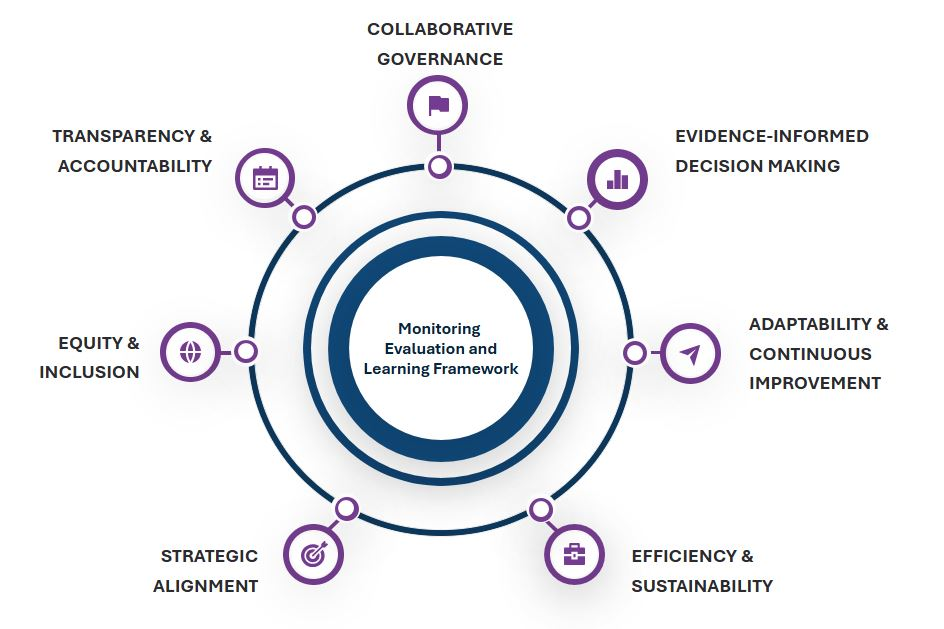 COLLABORATIVE
GOVERNANCE
TRANSPARENCY &
ACCOUNTABILITY
EVIDENCE-INFORMED
DECISION MAKING
EQUITY &
INCLUSION
Monitoring
Evaluation and
Learning Framework
ADAPTABILITY &
CONTINUOUS
IMPROVEMENT
STRATEGIC
ALIGNMENT
EFFICIENCY &
SUSTAINABILITY